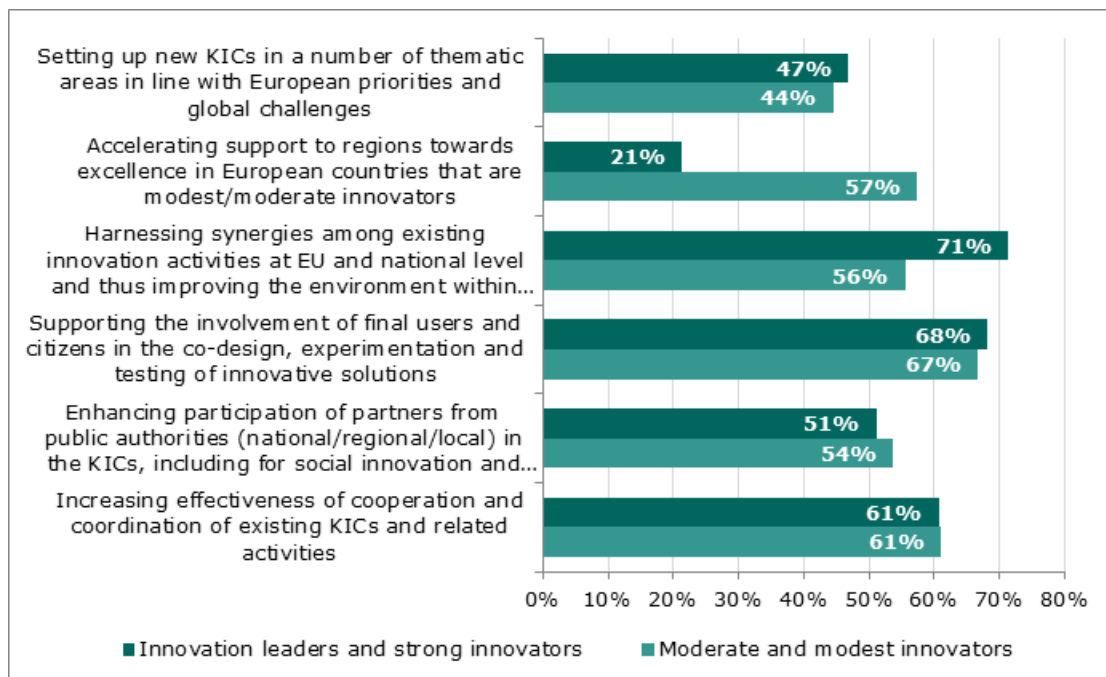 Setting up new KICs in a number of thematic
areas in line with European priorities and
global challenges
47%
44%
Accelerating support to regions towards
excellence in European countries that are
modest/moderate innovators
21%
57%
Harnessing synergies among existing
innovation activities at EU and national level
and thus improving the environment within...
71%
56%
Supporting the involvement of final users and
citizens in the co-design, experimentation and
testing of innovative solutions
68%
67%
Enhancing participation of partners from
public authorities (national/regional/local) in
the KICs, including for social innovation and...
51%
54%
Increasing effectiveness of cooperation and
coordination of existing KICs and related
activities
61%
61%
0% 10% 20% 30% 40% 50% 60% 70% 80%
Innovation leaders and strong innovators Moderate and modest innovators